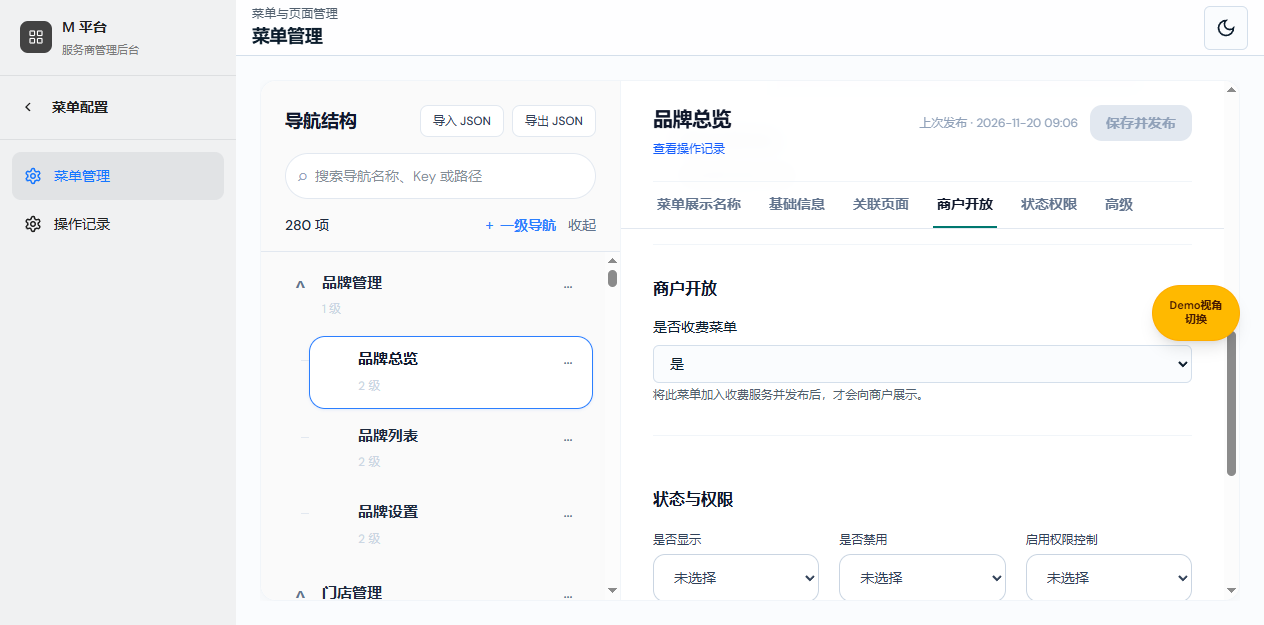 M 平台
服务商管理后台
菜单配置
菜单管理
操作记录
菜单与页面管理
菜单管理
导航结构
导入 JSON
导出 JSON
搜索导航名称、Key 或路径
280 项
+ 一级导航
收起
品牌管理
...
1 级
品牌总览
...
2 级
品牌列表
...
2 级
品牌设置
...
2 级
门店管理
...
品牌总览
查看操作记录
上次发布 · 2026-11-20 09:06
保存并发布
菜单展示名称
基础信息
关联页面
商户开放
状态权限
高级
商户开放
是否收费菜单
是
将此菜单加入收费服务并发布后，才会向商户展示。
Demo视角
切换
状态与权限
是否显示
是否禁用
启用权限控制
未选择
未选择
未选择